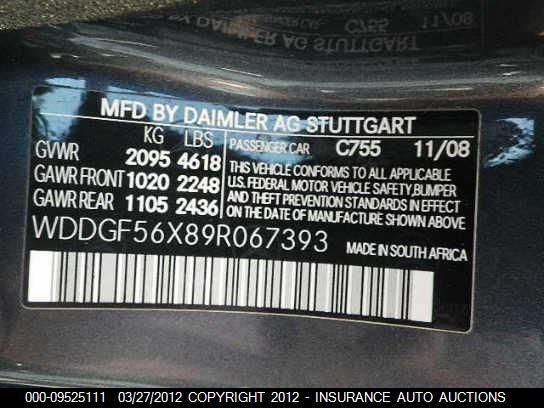 C755 11/08
MFD BY DAIMLER AG STUTTGART
KG LBS PASSENGER CAR C755 11/08
GVWR 2095 4618
GAWR FRONT 1020 2248
GAWR REAR 1105 2436
THIS VEHICLE CONFORMS TO ALL APPLICABLE
U.S. FEDERAL MOTOR VEHICLE SAFETY, BUMPER
AND THEFT PREVENTION STANDARDS IN EFFECT
ON THE DATE OF MANUFACTURE SHOWN ABOVE.
WDDGF56X89R067393
MADE IN SOUTH AFRICA
000-09525111 03/27/2012 COPYRIGHT 2012 - INSURANCE AUTO AUCTIONS